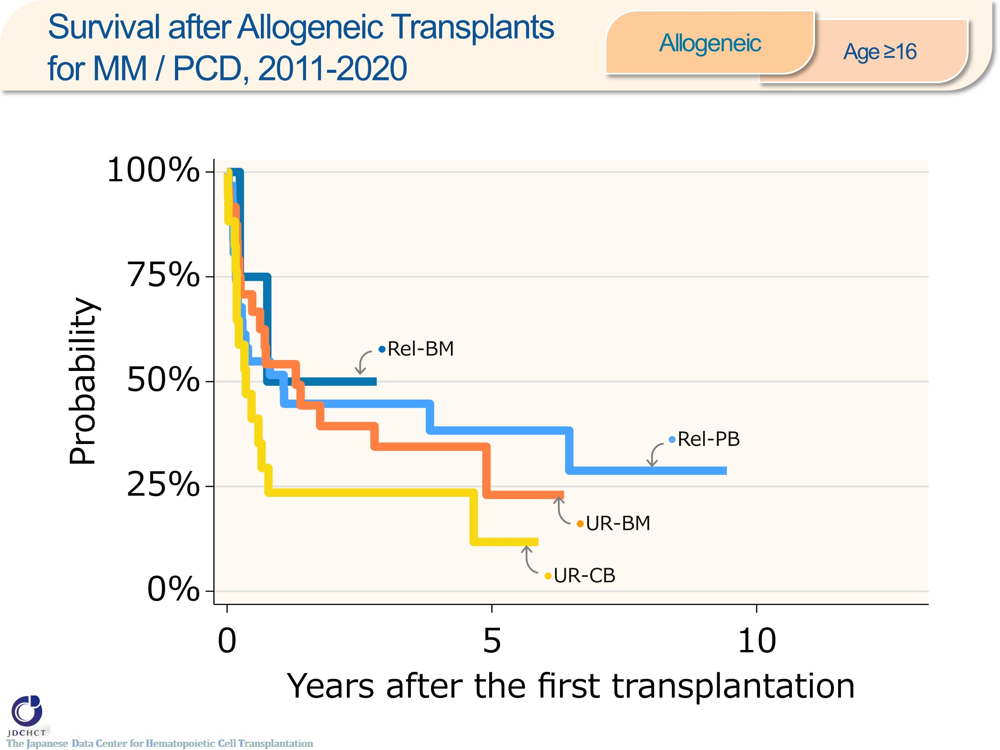 Survival after Allogeneic Transplants
for MM / PCD, 2011-2020
Allogeneic
Age ≥16
100%
75%
50%
25%
0%
Probability
Rel-BM
Rel-PB
UR-BM
UR-CB
0
5
10
Years after the first transplantation
JDCHCT
The Japanese Data Center for Hematopoietic Cell Transplantation